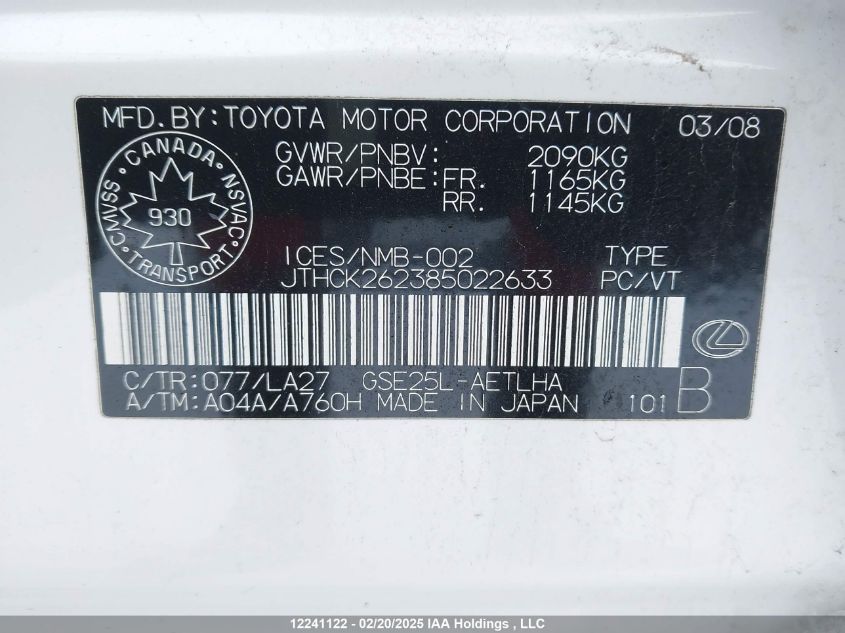 MFD.BY:TOYOTA MOTOR CORPORATION 03/08
GVWR/PNBV: 2090KG
GAWR/PNBE:FR. 1165KG
RR. 1145KG
CANADA
CMVSS NSVAC
930
TRANSPORT
ICES/NMB-002 TYPE
JTHCK262385022633 PC/VT
C/TR:077/LA27 GSE25L-AETLHA
A/TM:A04A/A760H MADE IN JAPAN 101 B
12241122 - 02/20/2025 IAA Holdings , LLC